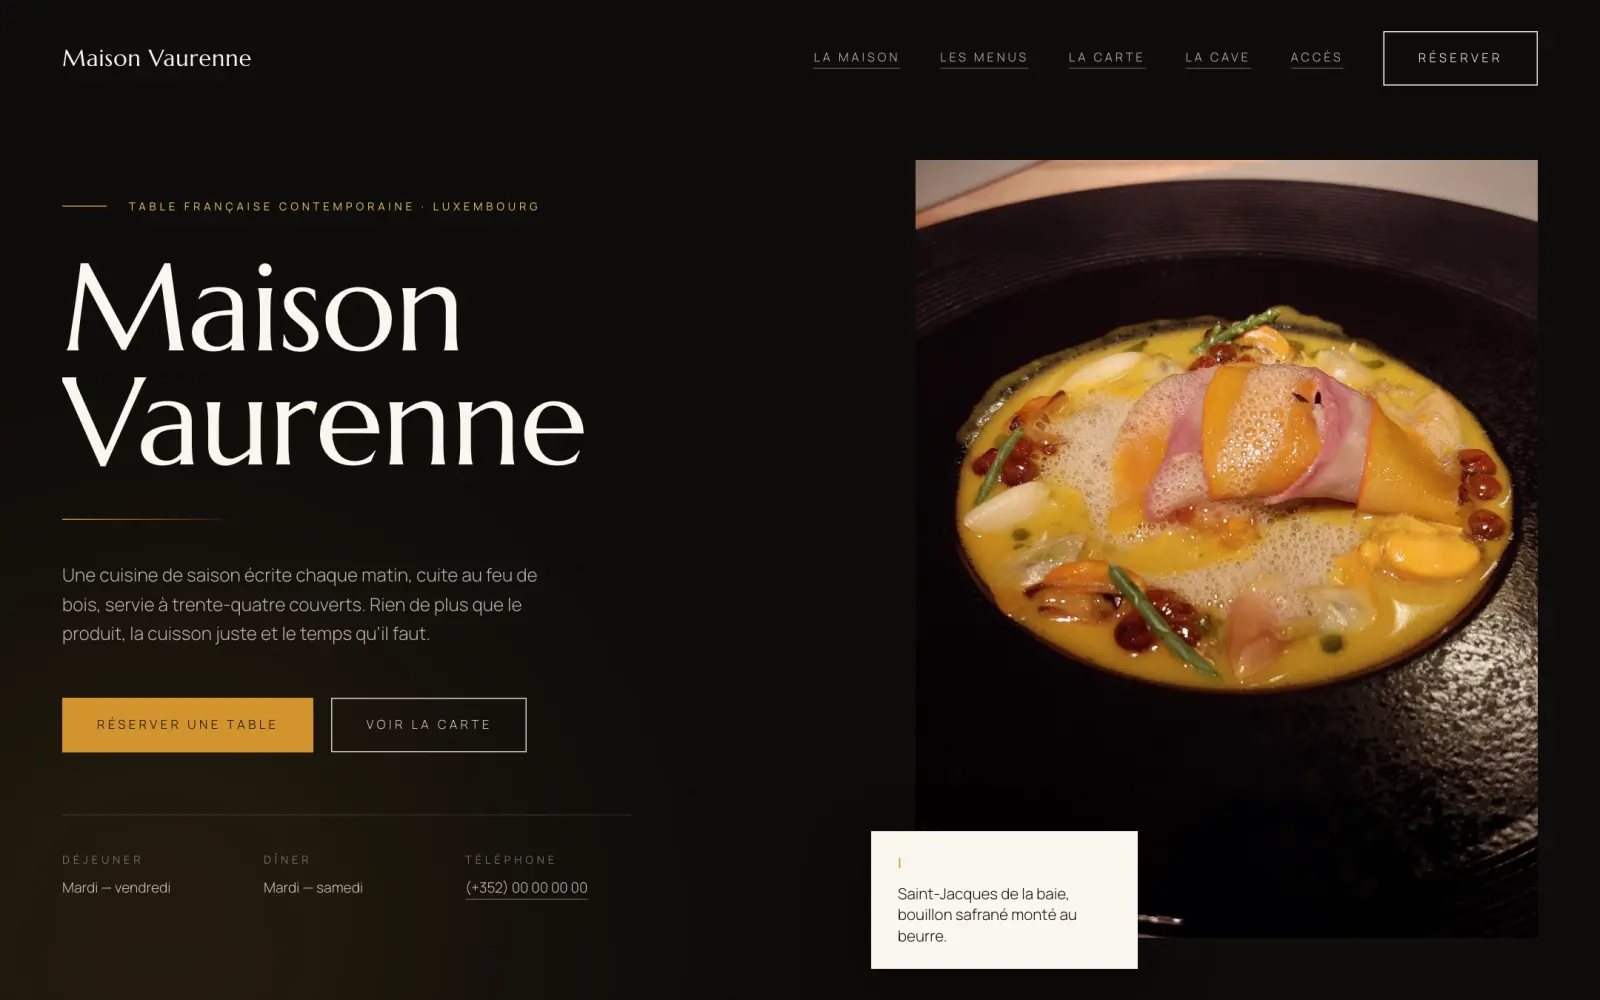 Maison Vaurenne
LA MAISON
LES MENUS
LA CARTE
LA CAVE
ACCÈS
RÉSERVER
TABLE FRANÇAISE CONTEMPORAINE · LUXEMBOURG
Maison
Vaurenne
Une cuisine de saison écrite chaque matin, cuite au feu de
bois, servie à trente-quatre couverts. Rien de plus que le
produit, la cuisson juste et le temps qu'il faut.
RÉSERVER UNE TABLE
VOIR LA CARTE
DÉJEUNER
Mardi — vendredi
DÎNER
Mardi — samedi
TÉLÉPHONE
(+352) 00 00 00 00
I
Saint-Jacques de la baie,
bouillon safrané monté au
beurre.